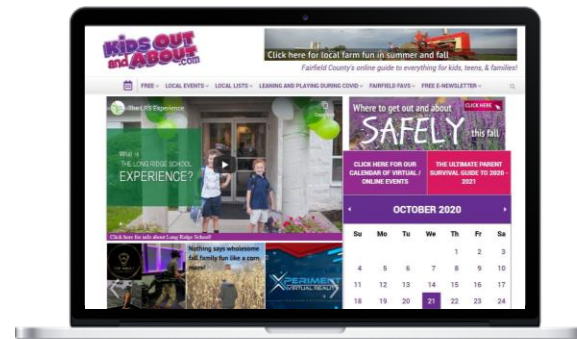 KIDS OUT
and ABOUT
.com
Click here for local farm fun in summer and fall
Fairfield County's online guide to everything for kids, teens, & families!
FREE LOCAL EVENTS LOCAL LISTS LEANING AND PLAYING DURING COVID FAIRFIELD FAVS FREE E-NEWSLETTER
The LRS Experience
What is
THE LONG RIDGE SCHOOL
EXPERIENCE?
Click here for info about Long Ridge School!
Where to get out and about
CLICK HERE
SAFELY this fall
CLICK HERE FOR OUR
CALENDAR OF VIRTUAL /
ONLINE EVENTS
THE ULTIMATE PARENT
SURVIVAL GUIDE TO 2020 -
2021
OCTOBER 2020
Su Mo Tu We Th Fr Sa
1 2 3
4 5 6 7 8 9 10
11 12 13 14 15 16 17
18 19 20 21 22 23 24
Nothing says wholesome
fall family fun like a corn
maze!
XPERIMENT
VIRTUAL REALITY